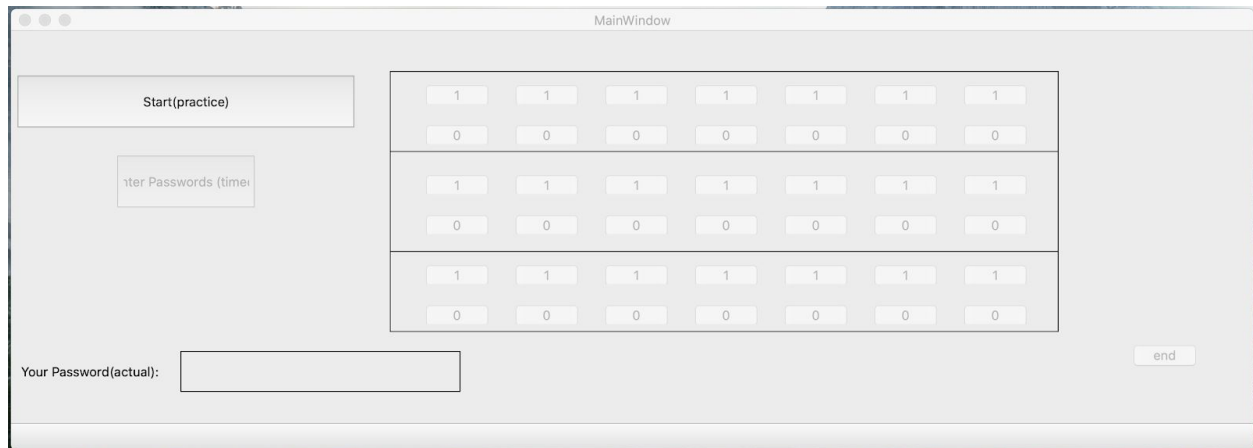 MainWindow
Start(practice)
nter Passwords (time
1 1 1 1 1 1 1
0 0 0 0 0 0 0
1 1 1 1 1 1 1
0 0 0 0 0 0 0
1 1 1 1 1 1 1
0 0 0 0 0 0 0
end
Your Password(actual):